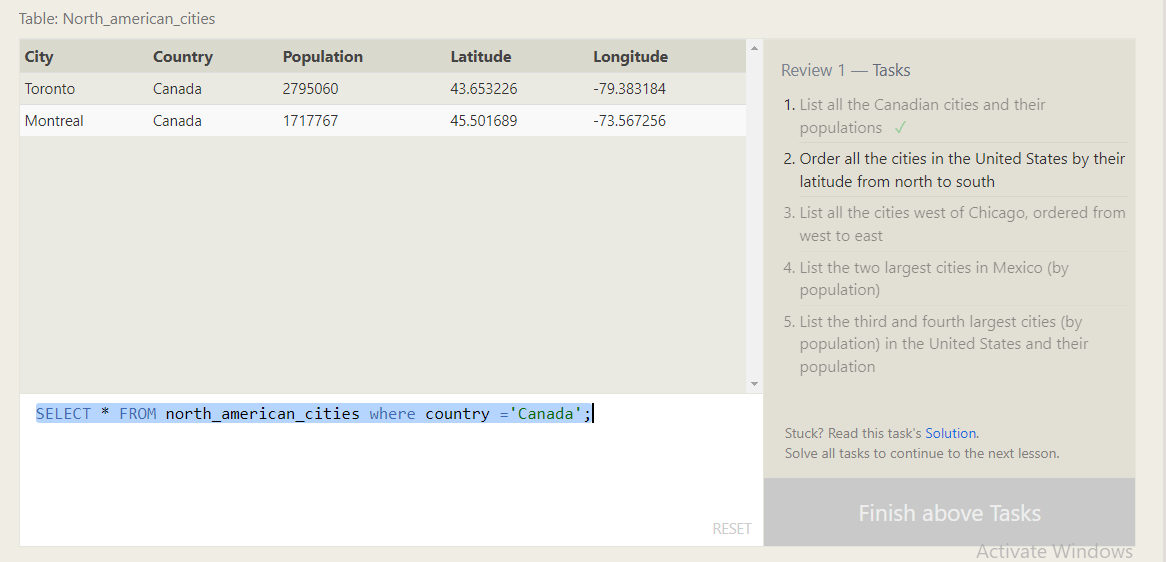 Table: North_american_cities
City Country Population Latitude Longitude
Toronto Canada 2795060 43.653226 -79.383184
Montreal Canada 1717767 45.501689 -73.567256
SELECT * FROM north_american_cities where country ='Canada';
RESET
Review 1 — Tasks
1. List all the Canadian cities and their
populations ✓
2. Order all the cities in the United States by their
latitude from north to south
3. List all the cities west of Chicago, ordered from
west to east
4. List the two largest cities in Mexico (by
population)
5. List the third and fourth largest cities (by
population) in the United States and their
population
Stuck? Read this task's Solution.
Solve all tasks to continue to the next lesson.
Finish above Tasks
Activate Windows